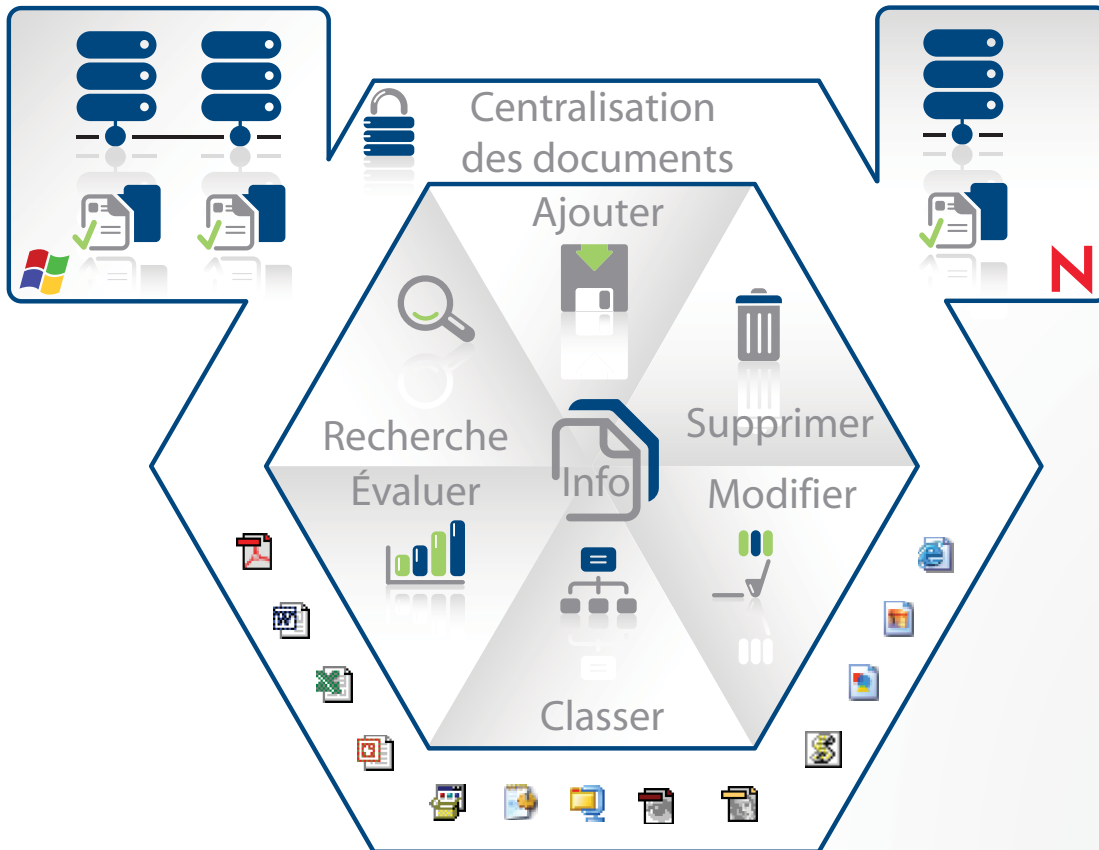 Centralisation
des documents
Ajouter
Recherche
Supprimer
Info
Évaluer
Modifier
Classer
N